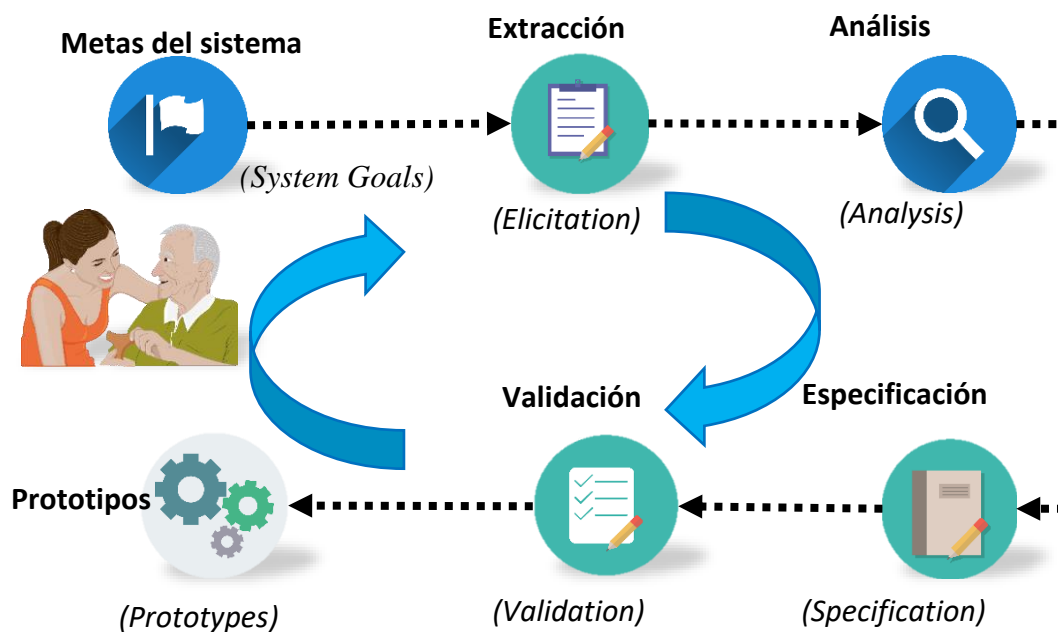 Metas del sistema
Extracción
Análisis
(System Goals)
(Elicitation)
(Analysis)
Validación
Especificación
Prototipos
(Prototypes)
(Validation)
(Specification)